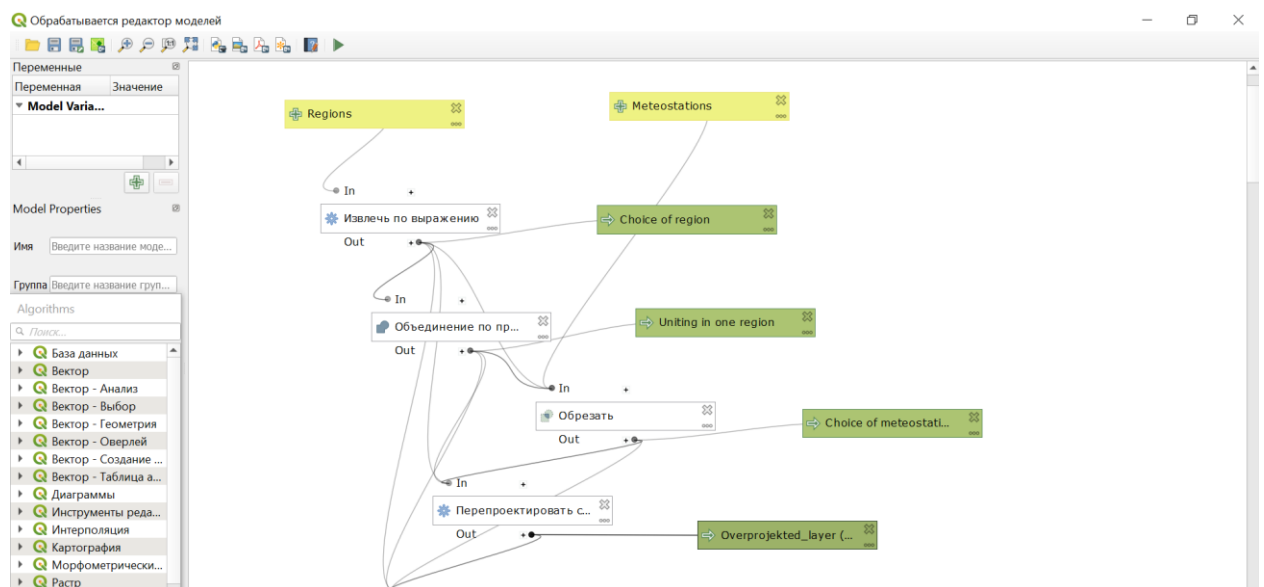 Обрабатывается редактор моделей
Переменные
Переменная Значение
Model Varia...
Model Properties
Имя Введите название моде...
Группа Введите название груп...
Algorithms
Поиск...
База данных
Вектор
Вектор - Анализ
Вектор - Выбор
Вектор - Геометрия
Вектор - Оверлей
Вектор - Создание ...
Вектор - Таблица а...
Диаграммы
Инструменты реда...
Интерполяция
Картография
Морфометрически...
Растр
Regions
Meteostations
In
Извлечь по выражению
Out
Choice of region
In
Объединение по пр...
Out
Uniting in one region
In
Обрезать
Out
Choice of meteostati...
In
Перепроектировать с...
Out
Overprojekted_layer (...